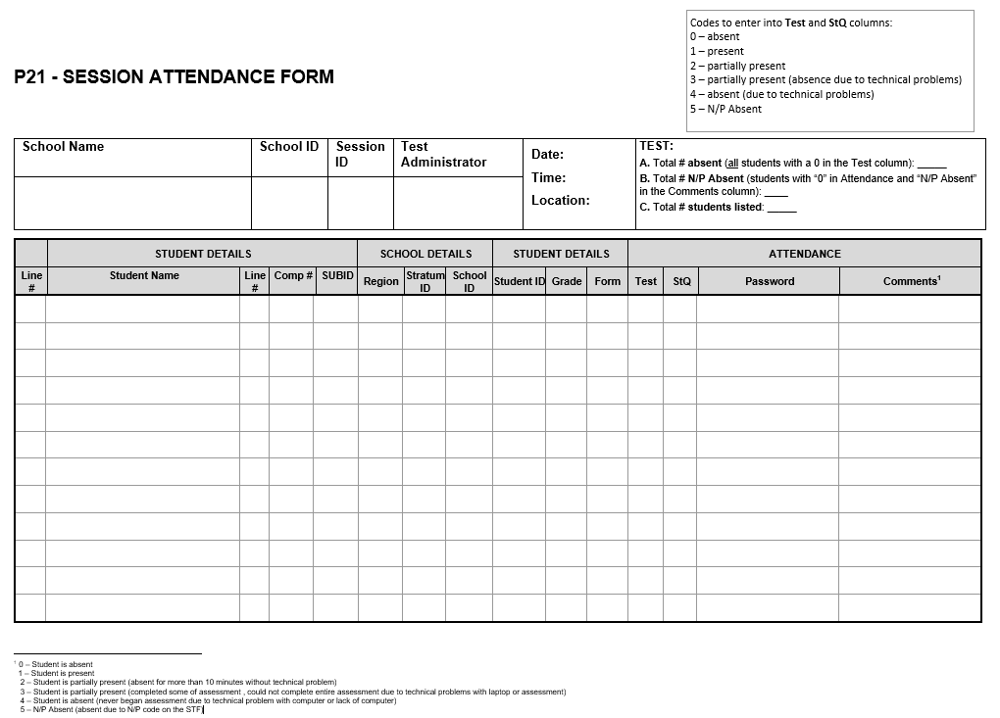 Codes to enter into Test and StQ columns:
0 – absent
1 – present
2 – partially present
3 – partially present (absence due to technical problems)
4 – absent (due to technical problems)
5 – N/P Absent
P21 - SESSION ATTENDANCE FORM
School Name
School ID
Session
ID
Test
Administrator
Date:
Time:
Location:
TEST:
A. Total # absent (all students with a 0 in the Test column): _____
B. Total # N/P Absent (students with “0” in Attendance and “N/P Absent”
in the Comments column): ____
C. Total # students listed: _____
STUDENT DETAILS SCHOOL DETAILS STUDENT DETAILS ATTENDANCE
Line
#
Student Name
Line
#
Comp #
SUBID
Region
Stratum
ID
School
ID
Student ID
Grade
Form
Test
StQ
Password
Comments¹
¹ 0 – Student is absent
1 – Student is present
2 – Student is partially present (absent for more than 10 minutes without technical problem)
3 – Student is partially present (completed some of assessment , could not complete entire assessment due to technical problems with laptop or assessment)
4 – Student is absent (never began assessment due to technical problem with computer or lack of computer)
5 – N/P Absent (absent due to N/P code on the STF)